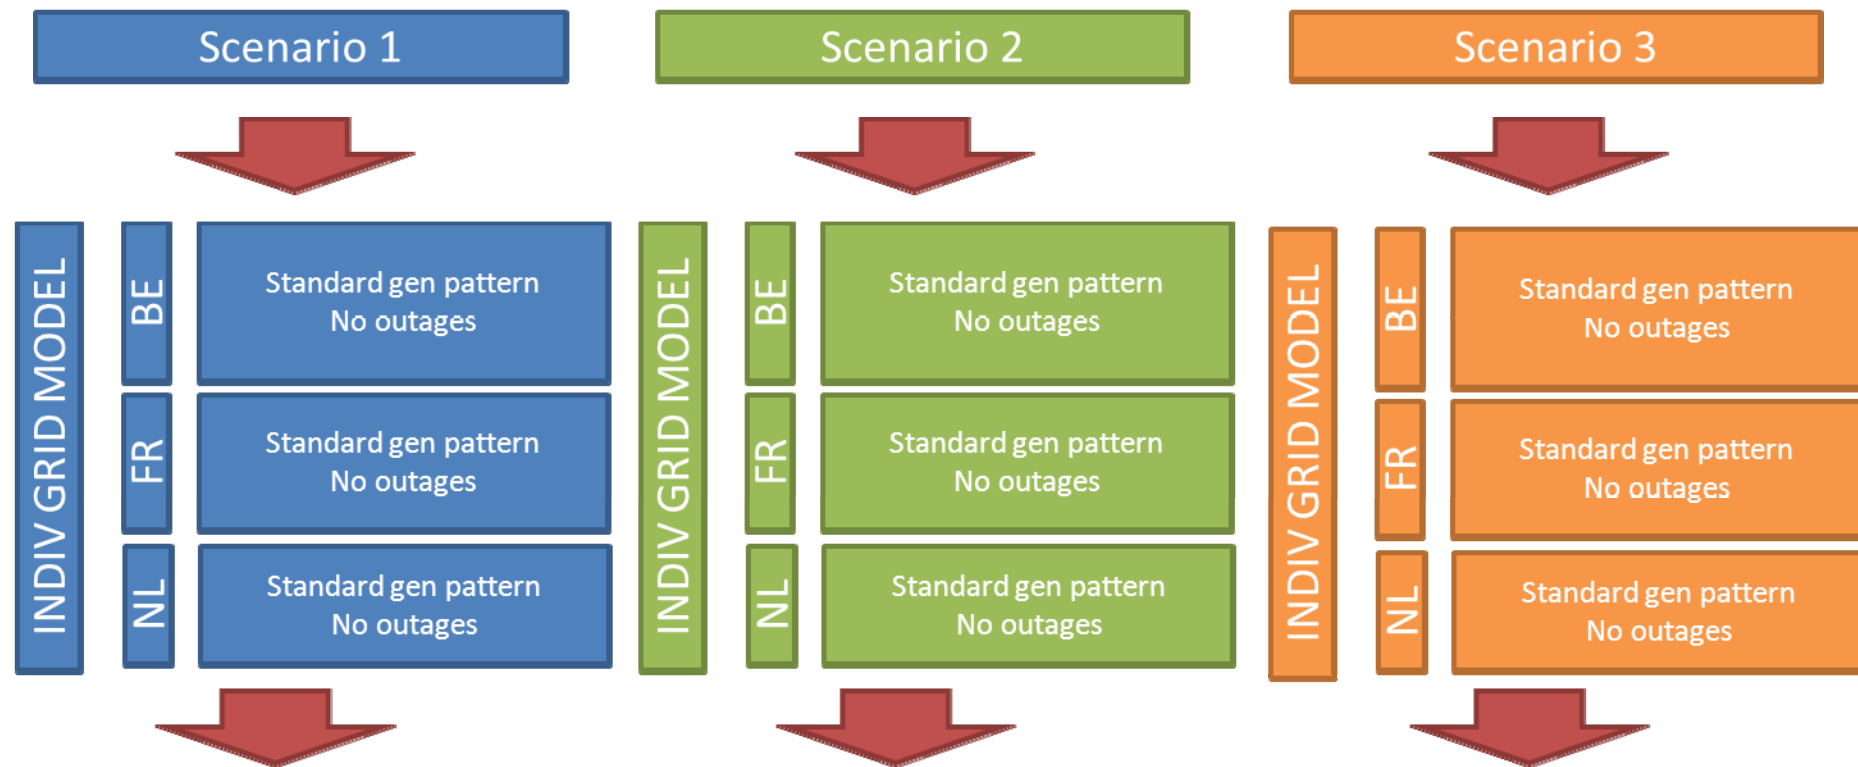 Scenario 1
Scenario 2
Scenario 3
INDIV GRID MODEL
BE
Standard gen pattern
No outages
FR
Standard gen pattern
No outages
NL
Standard gen pattern
No outages
INDIV GRID MODEL
BE
Standard gen pattern
No outages
FR
Standard gen pattern
No outages
NL
Standard gen pattern
No outages
INDIV GRID MODEL
BE
Standard gen pattern
No outages
FR
Standard gen pattern
No outages
NL
Standard gen pattern
No outages